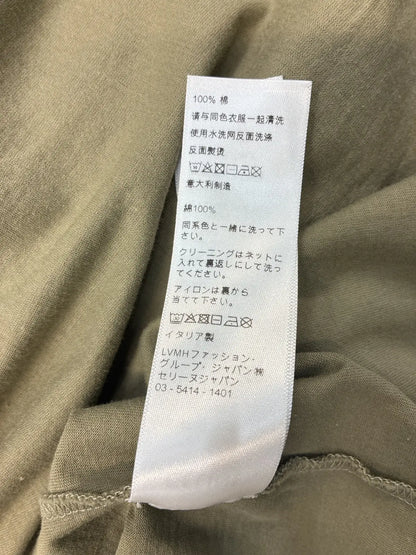 100% 棉
请与同色衣服一起清洗
使用水洗网反面洗涤
反面熨烫
意大利制造
綿100%
同系色と一緒に洗って下
さい。
クリーニングはネットに
入れて裏返しにして洗っ
てください。
アイロンは裏から
当てて下さい。
イタリア製
LVMHファッション・
グループ・ジャパン㈱
セリーヌジャパン
03 - 5414 - 1401